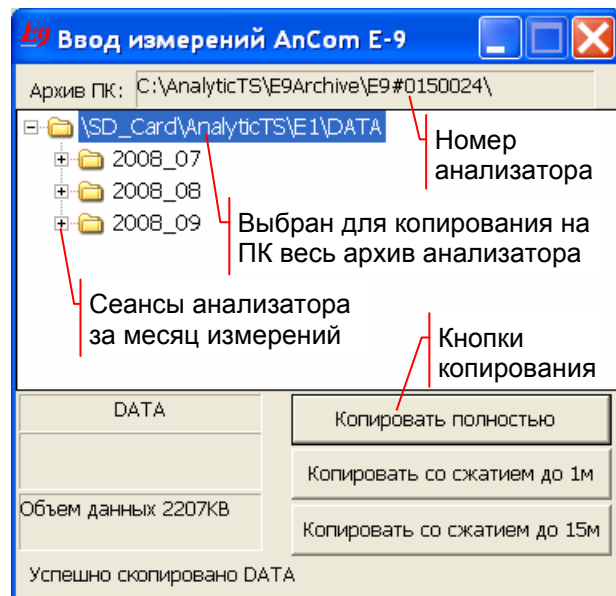 E9 Ввод измерений AnCom E-9
Архив ПК: C:\AnalyticTS\E9Archive\E9#0150024\
\SD_Card\AnalyticTS\E1\DATA
Номер
анализатора
2008_07
2008_08
2008_09
Выбран для копирования на
ПК весь архив анализатора
Сеансы анализатора
за месяц измерений
Кнопки
копирования
DATA
Копировать полностью
Копировать со сжатием до 1м
Объем данных 2207КВ
Копировать со сжатием до 15м
Успешно скопировано DATA